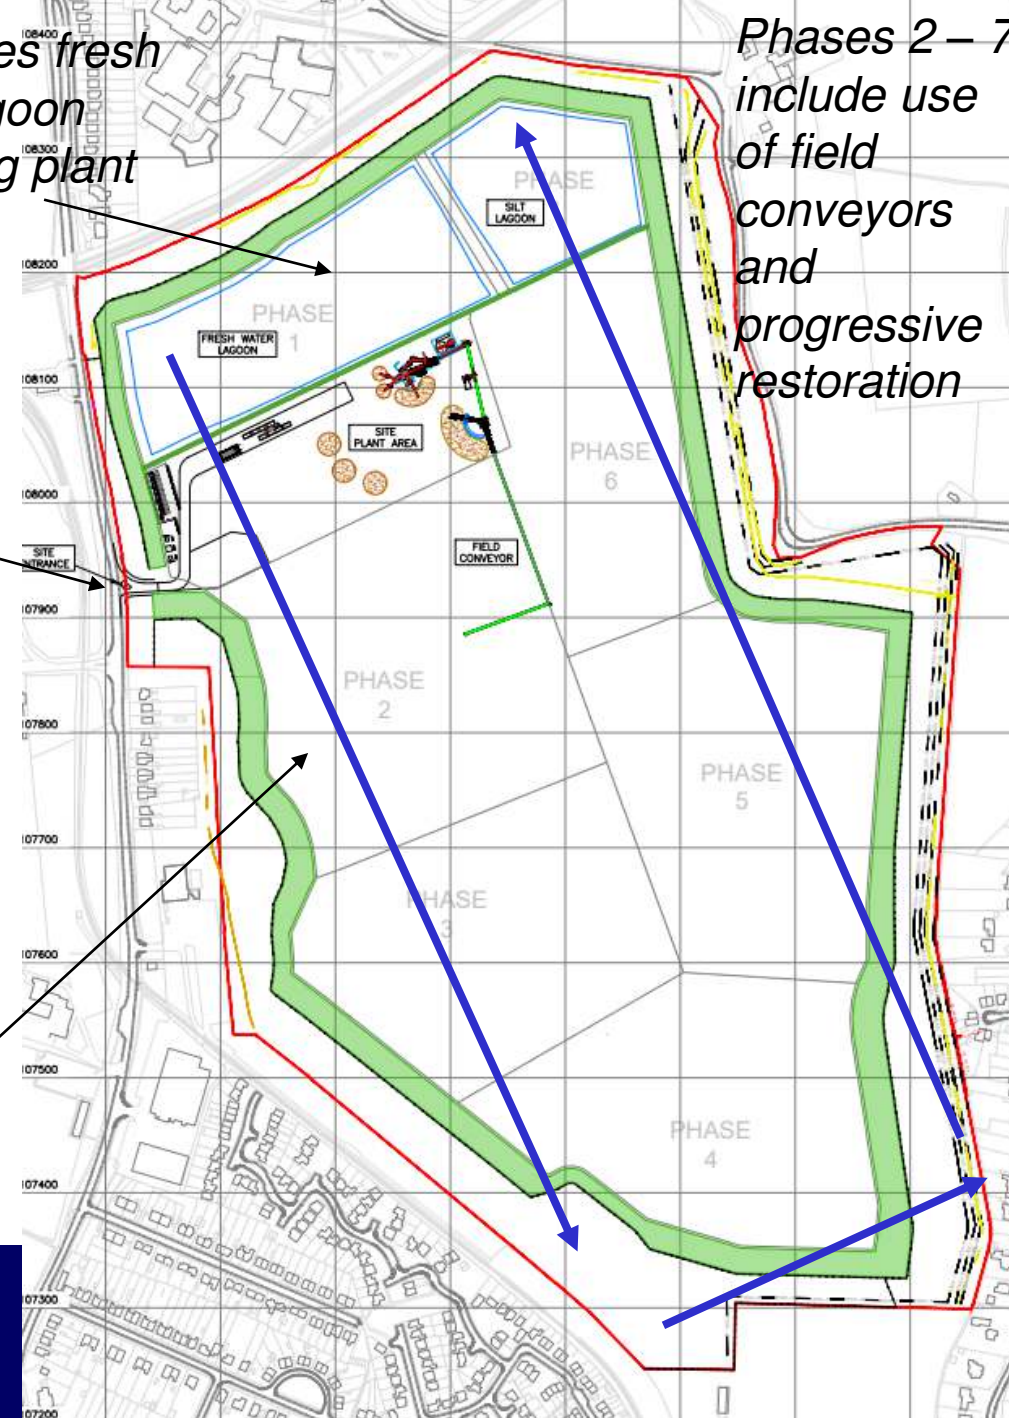 108400
es fresh
goon
108300
g plant
Phases 2 – 7
include use
of field
conveyors
and
progressive
restoration
PHASE
SILT
LAGOON
108200
PHASE
1
FRESH WATER
LAGOON
108100
SITE
PLANT AREA
PHASE
6
108000
FIELD
CONVEYOR
SITE
NTRANCE
107900
PHASE
2
107800
PHASE
5
107700
PHASE
3
107600
107500
PHASE
4
107400
107300
107200